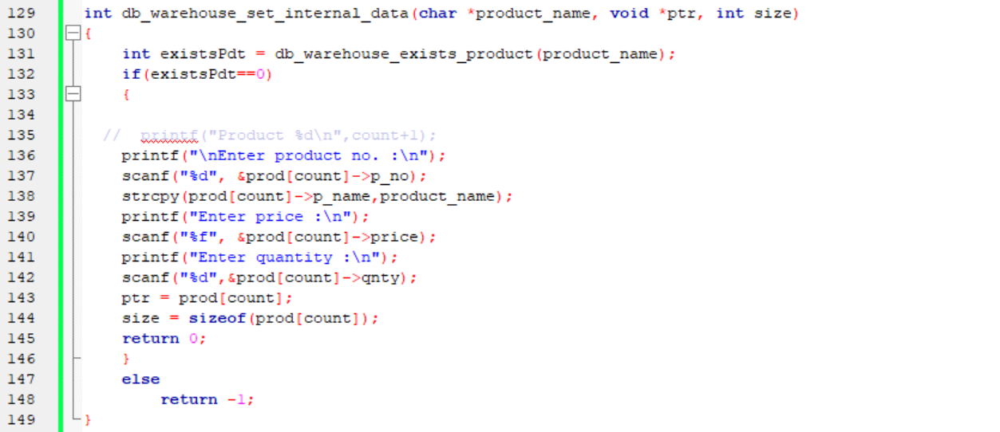 129 int db_warehouse_set_internal_data(char *product_name, void *ptr, int size)
130 {
131 int existsPdt = db_warehouse_exists_product(product_name);
132 if(existsPdt==0)
133 {
134
135 // printf("Product %d\n",count+1);
136 printf("\nEnter product no. :\n");
137 scanf("%d", &prod[count]->p_no);
138 strcpy(prod[count]->p_name,product_name);
139 printf("Enter price :\n");
140 scanf("%f", &prod[count]->price);
141 printf("Enter quantity :\n");
142 scanf("%d",&prod[count]->qnty);
143 ptr = prod[count];
144 size = sizeof(prod[count]);
145 return 0;
146 }
147 else
148 return -1;
149 }